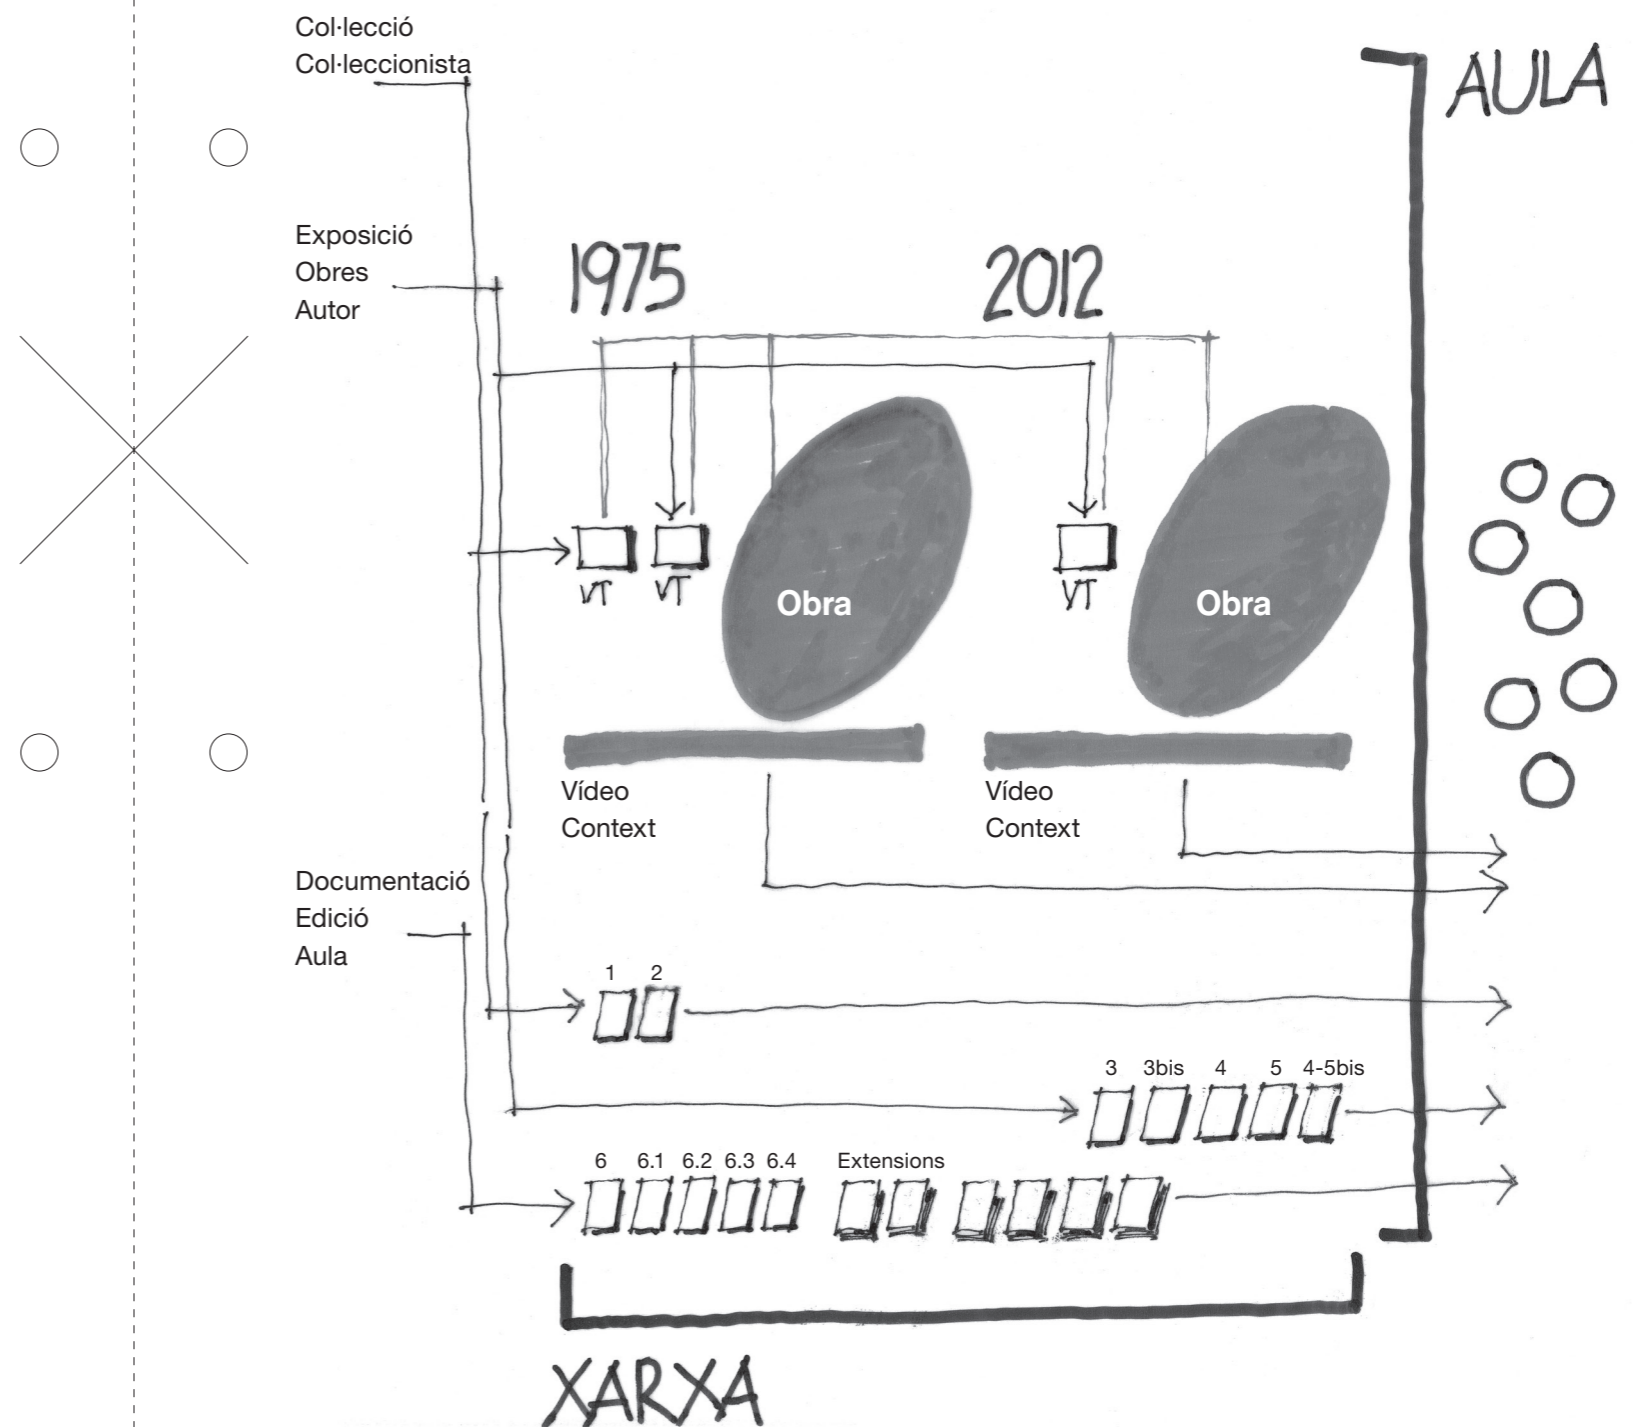 Col·lecció
Col·leccionista
AULA
Exposició
Obres
Autor
1975
2012
VT
VT
VT
Obra
Obra
Vídeo
Context
Vídeo
Context
Documentació
Edició
Aula
1 2
3 3bis 4 5 4-5bis
6 6.1 6.2 6.3 6.4 Extensions
XARXA